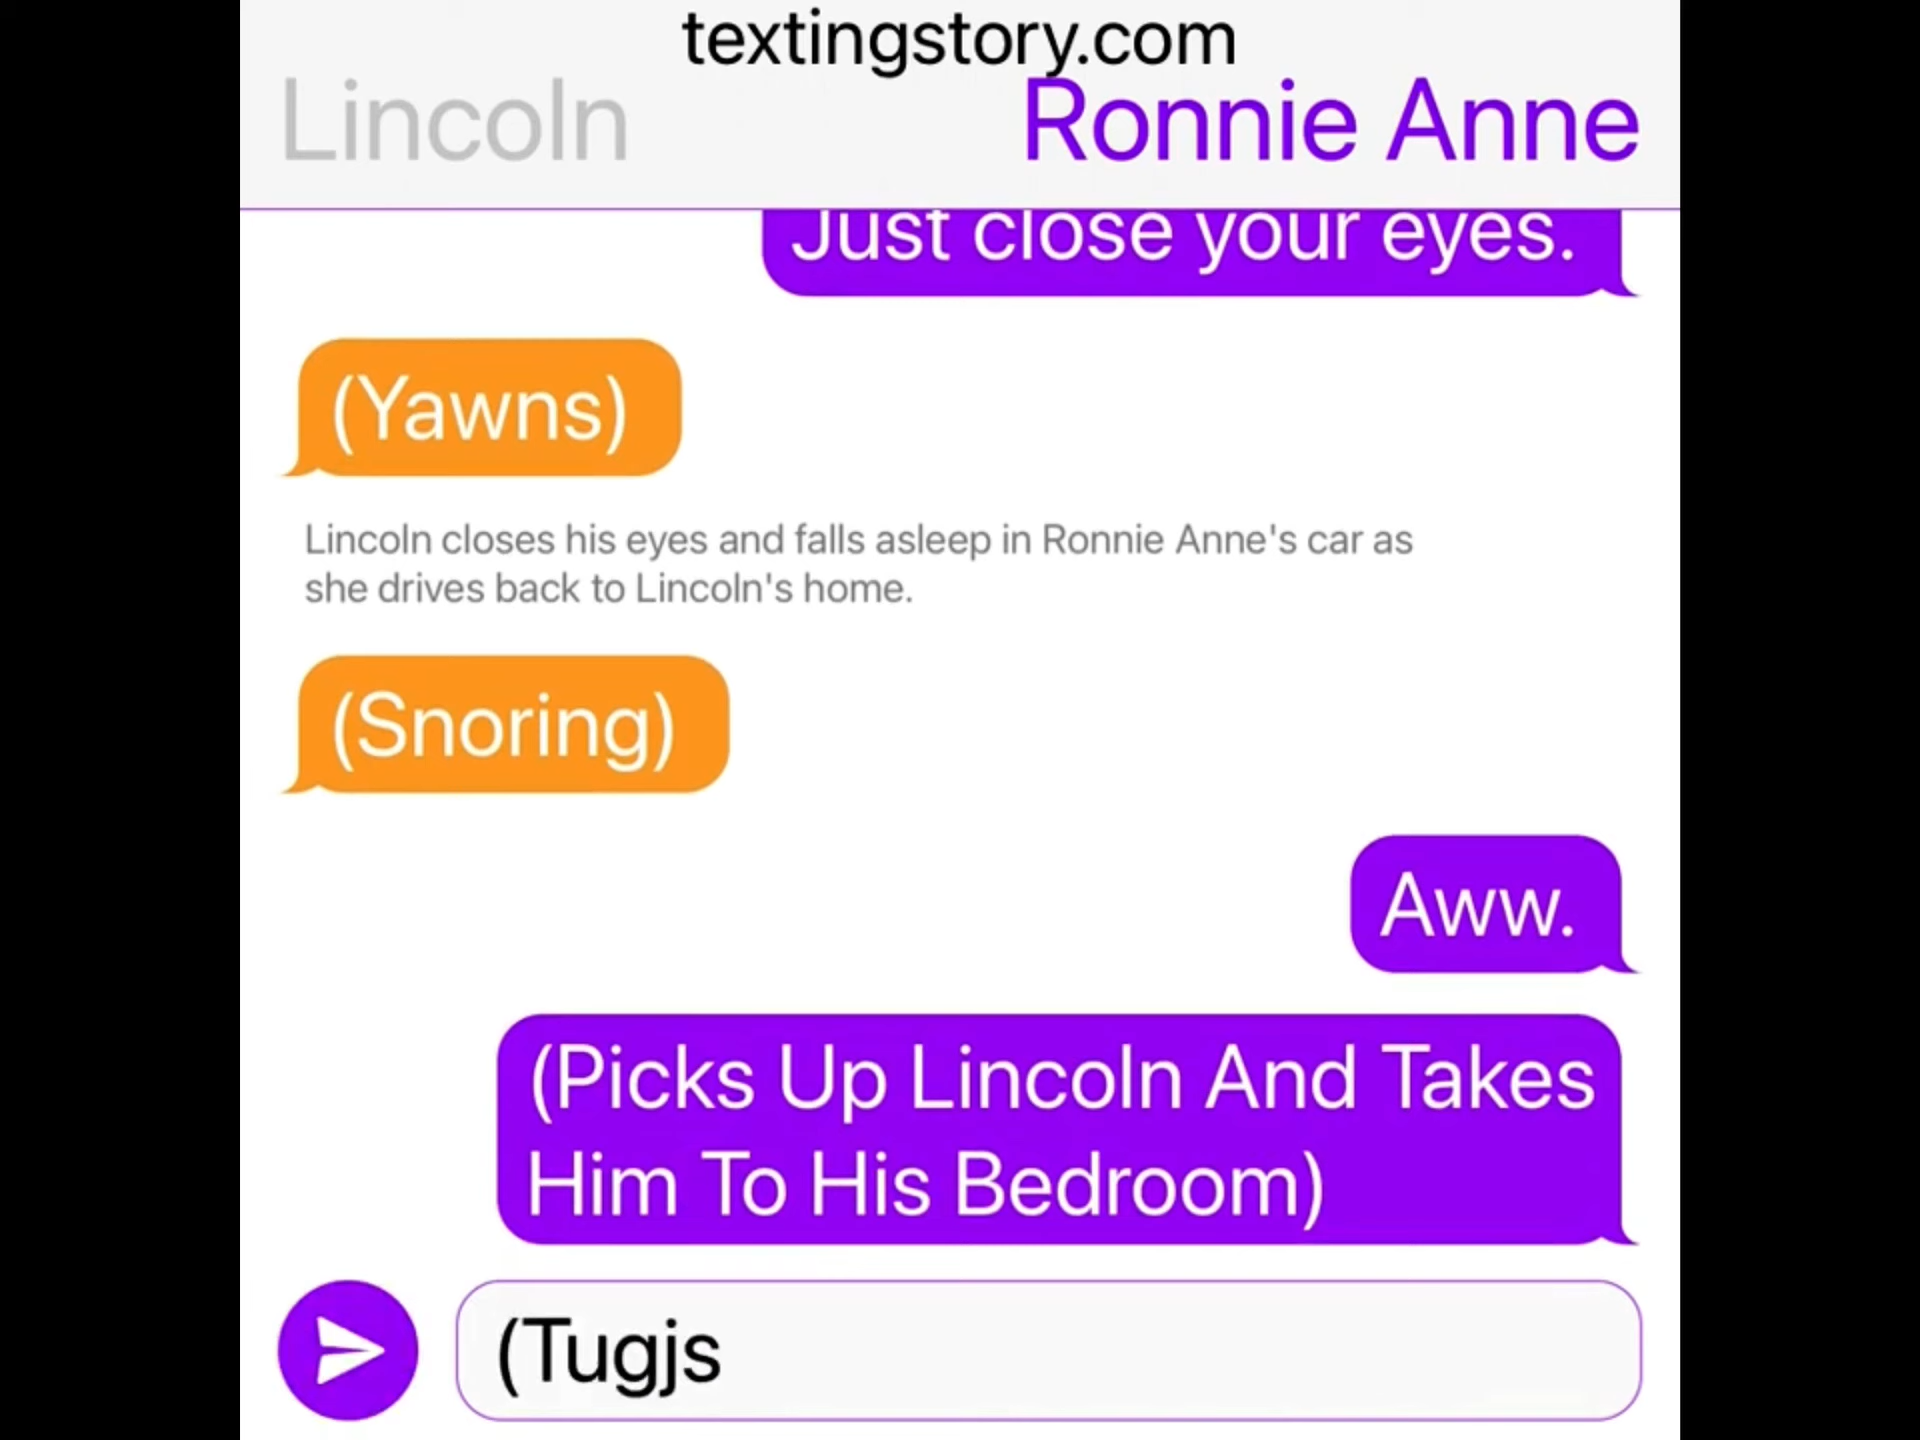 textingstory.com
Lincoln
Ronnie Anne
Just close your eyes.
(Yawns)
Lincoln closes his eyes and falls asleep in Ronnie Anne's car as
she drives back to Lincoln's home.
(Snoring)
Aww.
(Picks Up Lincoln And Takes
Him To His Bedroom)
(Tugjs